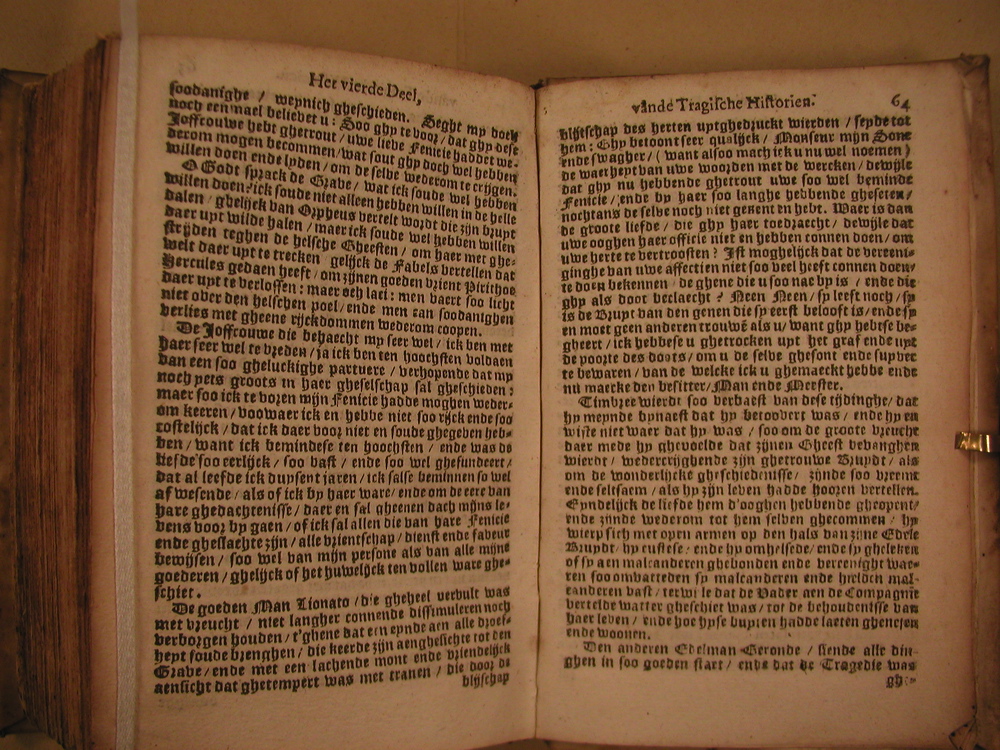 Het vierde Deel,
soodanighe / weynich gheschieden. Seght my doch
noch eenmael beliebet u: Soo ghy te voor / dat ghy dese
Joffrouwe hebt ghetrout / uwe liebe Fenicie haddet we-
derom mogen becommen / wat sout ghy doch wel hebben
willen doen ende lyden / om de selbe wederom te crijgen.
O Godt sprack de Grabe / wat ick soude wel hebben
willen doen? ick soude niet alleen hebben willen in de helle
dalen / ghelijck van Orpheus vertelt wordt die zijn bruyt
daer uyt wilde halen / maer ick soude wel hebben willen
strijden teghen de helsche Gheesten / om haer met ghe-
welt daer uyt te trecken gelijck de Fabels vertellen dat
Hercules gedaen heeft / om zijnen goeden vrient Pirithoe
daer uyt te verlossen: maer och laci: men vaert soo licht
niet over den helschen poel / ende men can soodanighen
verlies met gheene rijckdommen wederom coopen.
De Joffrouwe die behaecht my seer wel / ick ben met
haer seer wel te vreden / ja ick ben ten hoochsten voldaen
van een soo gheluckighe partuere / verhopende dat my
noch yets groots in haer gheselschap sal gheschieden:
maer soo ick te voren mijn Fenicie hadde moghen weder-
om keeren / voorwaer ick en hebbe niet soo rijck ende soo
costelijck / dat ick daer voor niet en soude ghegeven heb-
ben / want ick bemindese ten hoochsten / ende was de
liefde soo eerlijck / soo vast / ende soo wel ghefundeert /
dat al leefde ick duysent jaren / ick salse beminnen so wel
af wesende / als of ick by haer ware / ende om de eere van
hare ghedachtenisse / daer en sal gheenen dach mijns le-
vens voor by gaen / of ick sal allen die van hare Fenicie
ende gheslachte zijn / alle vrientschap / dienst ende faveur
bewijsen / soo wel van mijn persone als van alle mijne
goederen / ghelijck of het huwelijck ten vollen ware ghe-
schiet.
De goeden Man Lionato / die gheheel vervult was
met vreucht / niet langher connende dissimuleren noch
verborgen houden / t'ghene dat een eynde aen alle droef-
heyt soude brenghen / die keerde zijn aengesichte tot den
Grabe / ende met een lachende mont ende vriendelijck
aensicht dat ghetempert was met tranen / die door de
blijschap
vande Tragische Historien. 64
blijtschap des herten uytghedruckt wierden / seyde tot
hem: Ghy betoont seer qualijck / Monseur mijn Sone
ende swagher / (want alsoo mach ick u nu wel noemen)
de waerheyt van uwe woorden met de wercken / dewijle
dat ghy nu hebbende ghetrout uwe soo wel beminde
Fenicie / ende by haer soo langhe hebbende gheseten /
nochtans de selve noch niet gekent en hebt. Waer is dan
de groote liefde / die ghy haer toedraecht / dewijle dat
uwe ooghen haer officie niet en hebben connen doen / om
uwe herte te vertroosten? Ist moghelijck dat de vereeni-
ginghe van uwe affectien niet soo veel heeft connen doen /
te doen bekennen de ghene die u soo nae by is / ende die
ghy als doot beclaecht? Neen Neen / sy leeft noch / sy
is de Bruyt van den genen die sy eerst belooft is / ende sy
en moet geen anderen trouwe als u / want ghy hebtse be-
gheert / ick hebbese u ghetrocken uyt het graf ende uyt
de poorte des doots / om u de selve ghesont ende suyver
te bewaren / van de welcke ick u ghemaeckt hebbe ende
nu maecke den besitter / Man ende Meester.
Timbree wierdt soo verbaest van dese tijdinghe / dat
hy meynde bynaest dat hy betoovert was / ende hy en
wiste niet waer dat hy was / soo om de groote vreucht
daer mede hy ghevoelde dat zijnen Gheest bevanghen
wierdt / wedercrijghende zijn ghetrouwe Bruydt / als
om de wonderlijcke gheschiedenisse / zijnde soo vreemt
ende seltsaem / als hy zijn leven hadde hooren vertellen.
Eyndelijck de liefde hem d'ooghen hebbende gheopent /
ende zijnde wederom tot hem selven ghecommen / hy
wierp sich met open armen op den hals van zijne Edele
Bruydt / hy custese / ende hy omhelsede / ende sy gheleken
of sy aen malcanderen gebonden ende vereenight wae-
ren soo ombatteden sy malcanderen ende hielden mal-
canderen vast / terwijle dat de Vader aen de Compagnie
vertelde watter gheschiet was / tot de behoudenisse van
haer leven / ende hoe hyse buyten hadde laeten ghenesen
ende woonen.
Den anderen Edelman Geronde / siende alle din-
ghen in soo goeden staet / ende dat de Tragedie was
gh:-